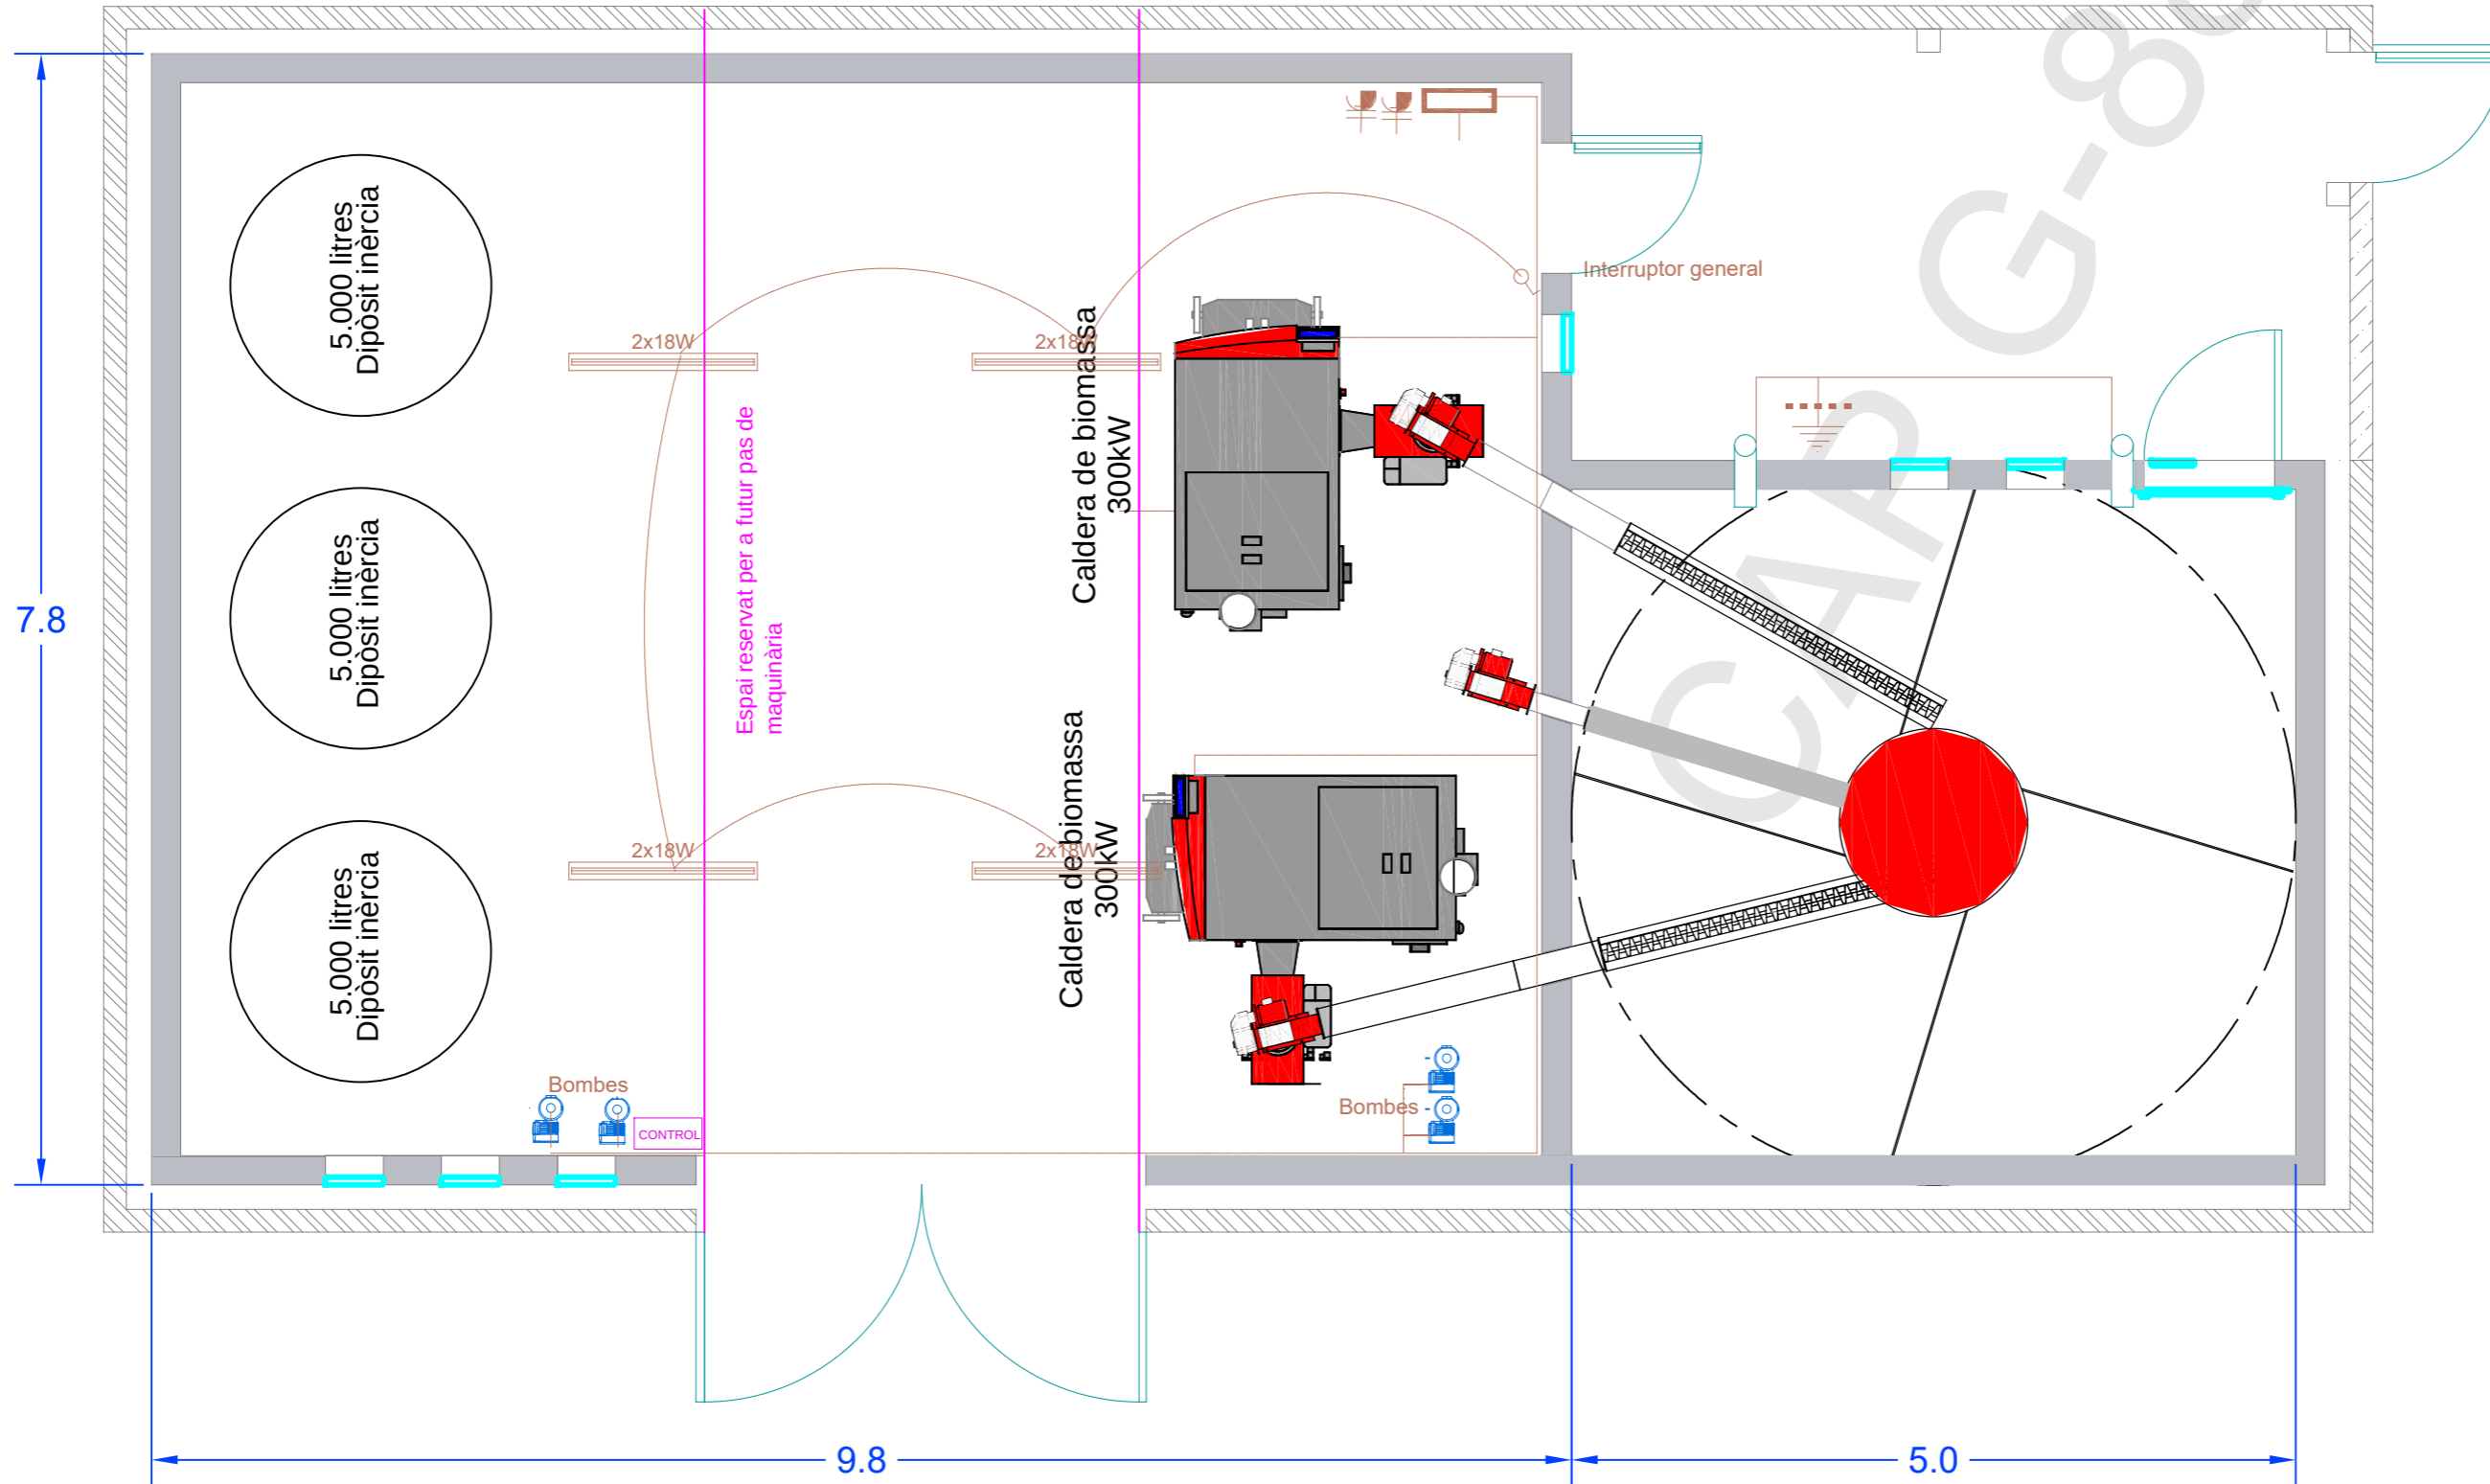 CAP G-8
5.000 litres
Dipòsit inèrcia
5.000 litres
Dipòsit inèrcia
5.000 litres
Dipòsit inèrcia
2x18W
2x18W
2x18W
2x18W
Espai reservat per a futur pas de
maquinària
Caldera de biomassa
300kW
Caldera de biomassa
300kW
Interruptor general
Bombes
CONTROL
Bombes
7.8
9.8
5.0